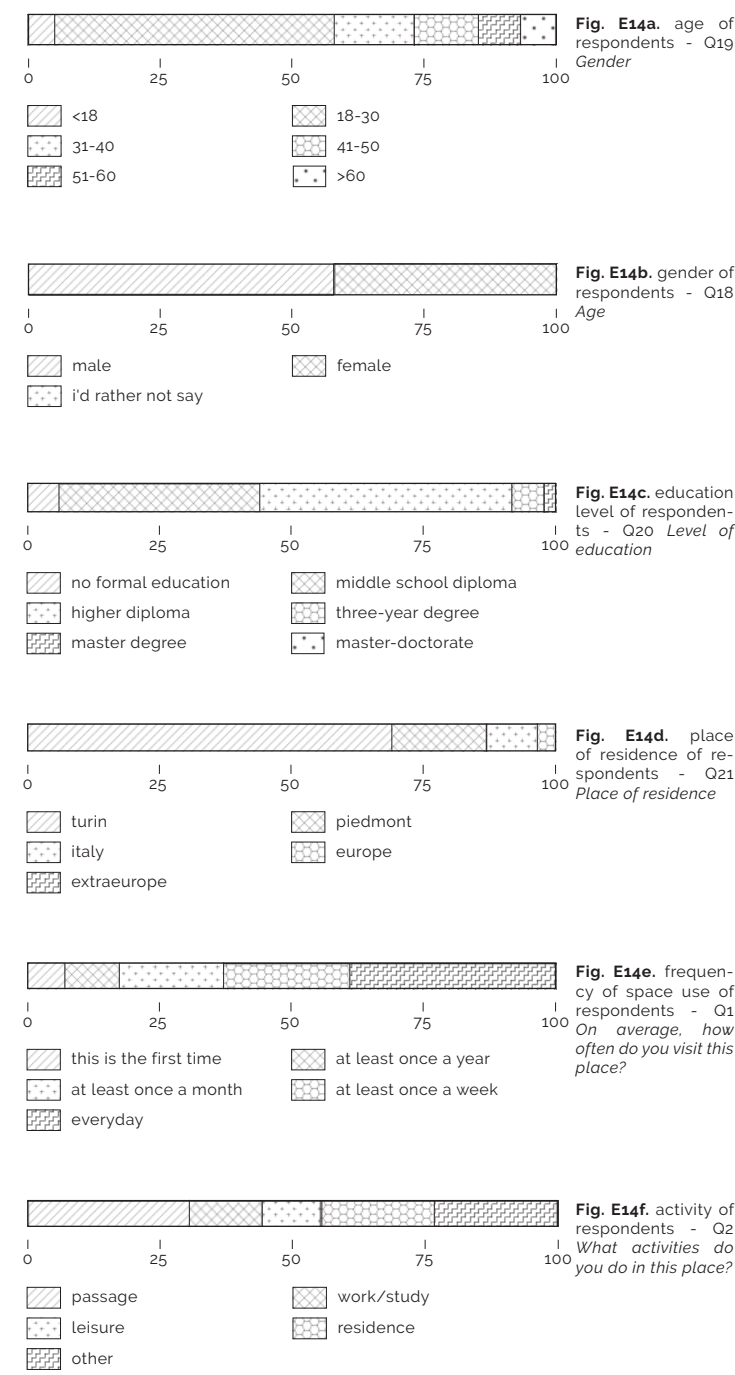 0 25 50 75 100
<18 18-30
31-40 41-50
51-60 >60
Fig. E14a. age of
respondents - Q19
Gender
0 25 50 75 100
male female
i'd rather not say
Fig. E14b. gender of
respondents - Q18
Age
0 25 50 75 100
no formal education middle school diploma
higher diploma three-year degree
master degree master-doctorate
Fig. E14c. education
level of responden-
ts - Q20 Level of
education
0 25 50 75 100
turin piedmont
italy europe
extraeurope
Fig. E14d. place
of residence of re-
spondents - Q21
Place of residence
0 25 50 75 100
this is the first time at least once a year
at least once a month at least once a week
everyday
Fig. E14e. frequen-
cy of space use of
respondents - Q1
On average, how
often do you visit this
place?
0 25 50 75 100
passage work/study
leisure residence
other
Fig. E14f. activity of
respondents - Q2
What activities do
you do in this place?